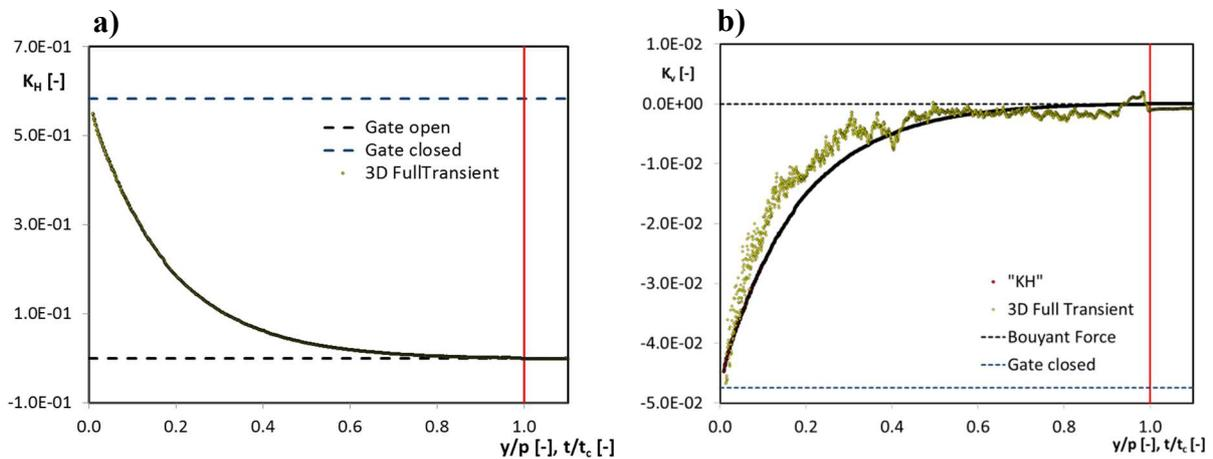 a)
7.0E-01
K_H [-]
5.0E-01
3.0E-01
1.0E-01
-1.0E-01
Gate open
Gate closed
3D FullTransient
0.0 0.2 0.4 0.6 0.8 1.0
y/p [-], t/t_c [-]
b)
1.0E-02
K_v [-]
0.0E+00
-1.0E-02
-2.0E-02
-3.0E-02
-4.0E-02
-5.0E-02
"KH"
3D Full Transient
Bouyant Force
Gate closed
0.0 0.2 0.4 0.6 0.8 1.0
y/p [-], t/t_c [-]